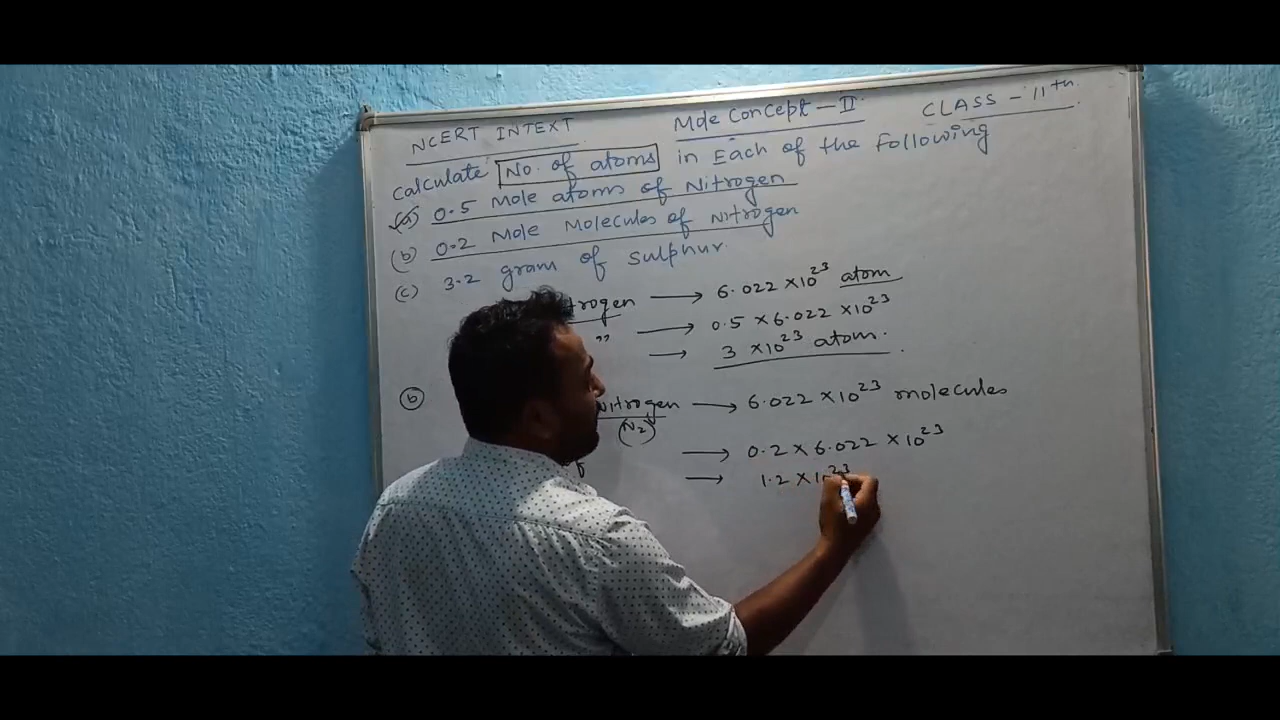 NCERT INTEXT Mole Concept - II CLASS - 11th.
calculate No. of atoms in Each of the Following
(a) 0.5 Mole atoms of Nitrogen
(b) 0.2 Mole Molecules of Nitrogen
(c) 3.2 gram of sulphur.
trogen → 6.022 × 10²³ atom
" → 0.5 × 6.022 × 10²³
→ 3 × 10²³ atom.
(b) Nitrogen → 6.022 × 10²³ molecules
(N₂)
→ 0.2 × 6.022 × 10²³
→ 1.2 × 10²³